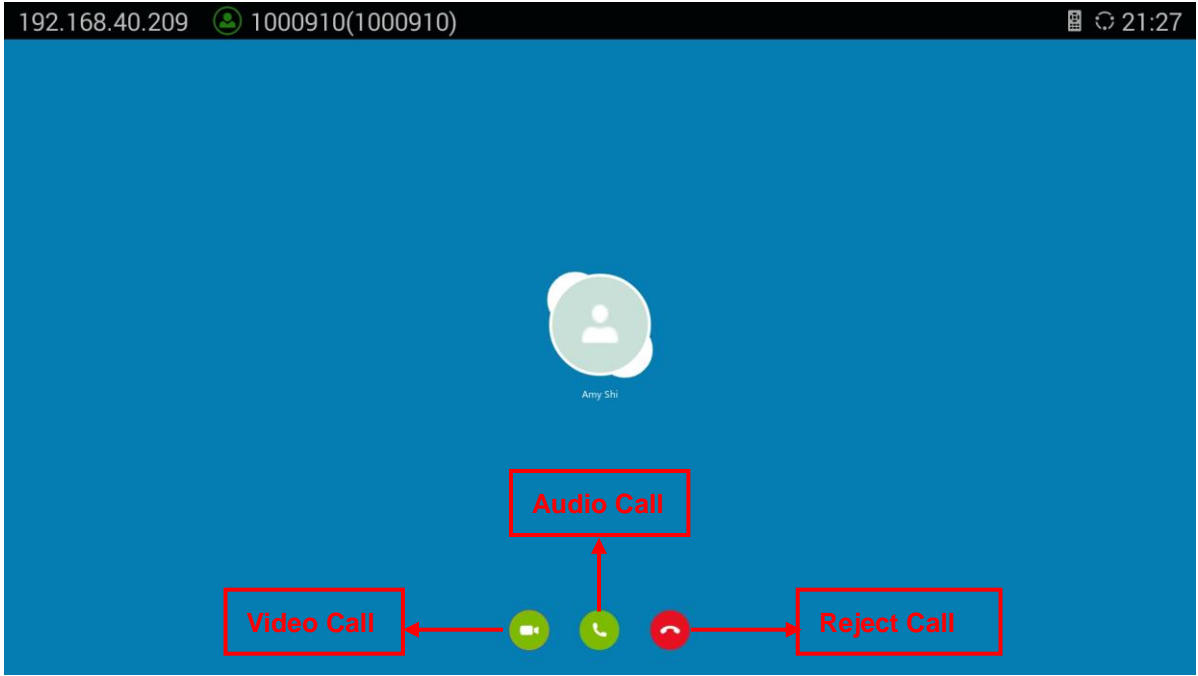 192.168.40.209 1000910(1000910) 21:27
Amy Shi
Audio Call
Video Call
Reject Call